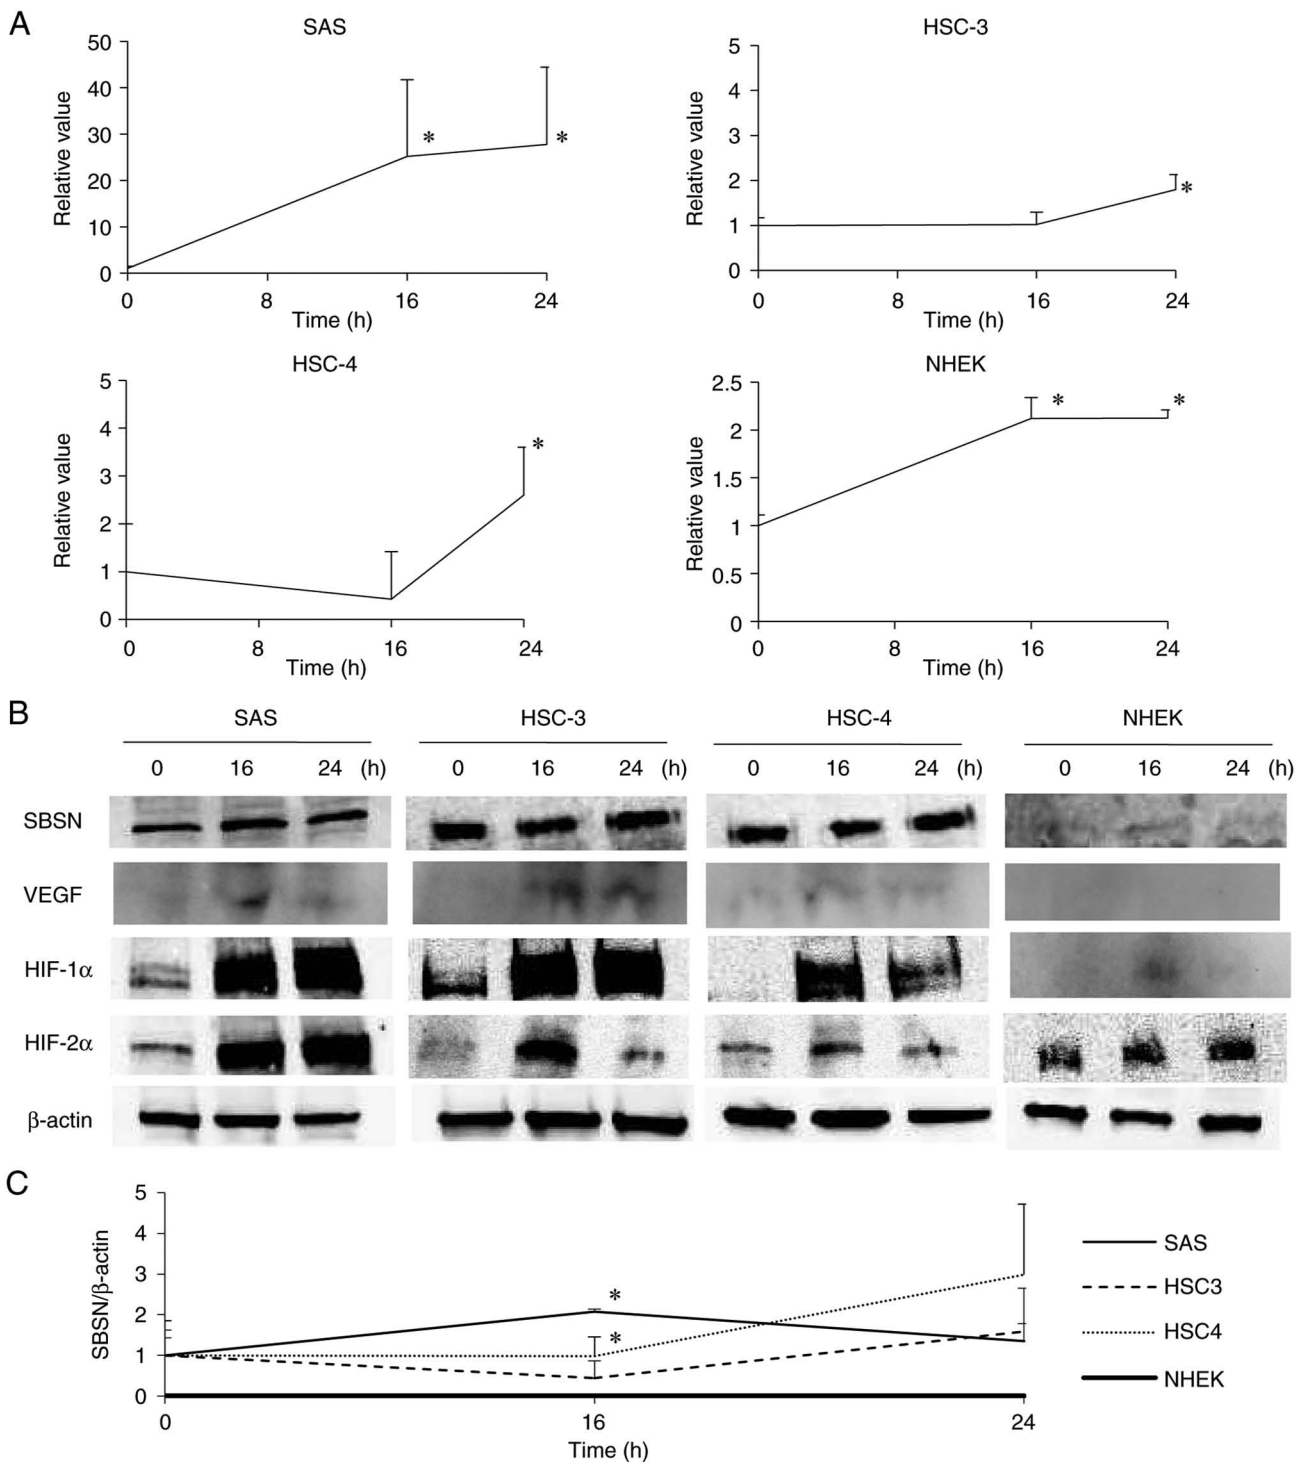 A
SAS
HSC-3
Relative value
50
40
30
20
10
0
*
*
0 8 16 24
Time (h)
Relative value
5
4
3
2
1
0
*
0 8 16 24
Time (h)
HSC-4
NHEK
Relative value
5
4
3
2
1
0
*
0 8 16 24
Time (h)
Relative value
2.5
2
1.5
1
0.5
0
*
*
0 8 16 24
Time (h)
B
SAS HSC-3 HSC-4 NHEK
0 16 24 (h) 0 16 24 (h) 0 16 24 (h) 0 16 24 (h)
SBSN
VEGF
HIF-1α
HIF-2α
β-actin
C
SBSN/β-actin
5
4
3
2
1
0
*
*
0 16 24
Time (h)
SAS
HSC3
HSC4
NHEK